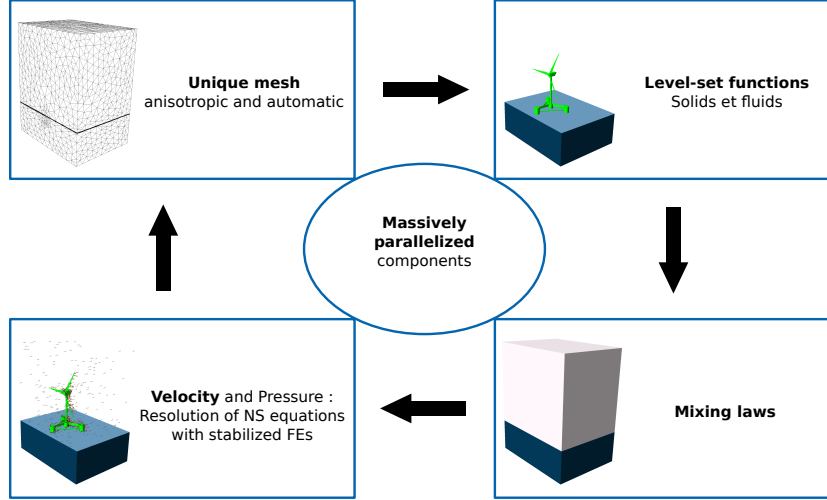 Unique mesh
anisotropic and automatic
Level-set functions
Solids et fluids
Massively
parallelized
components
Velocity and Pressure :
Resolution of NS equations
with stabilized FEs
Mixing laws